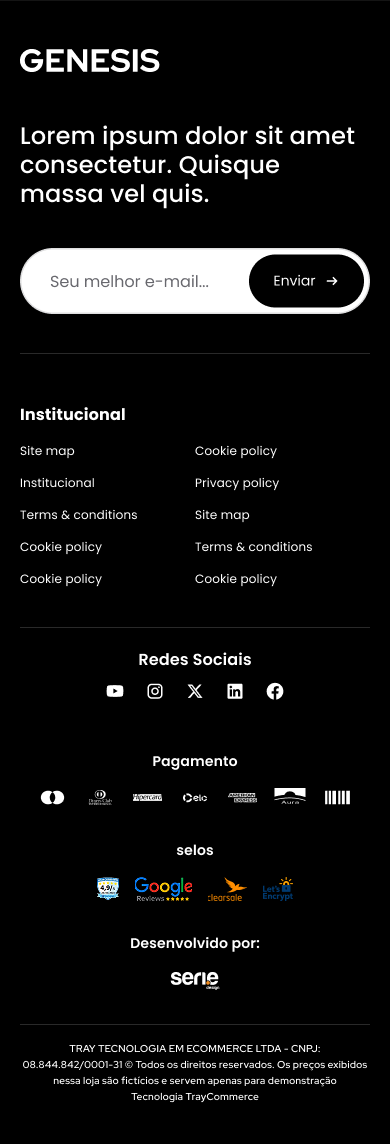 GENESIS
Lorem ipsum dolor sit amet
consectetur. Quisque
massa vel quis.
Seu melhor e-mail...
Enviar
Institucional
Site map
Cookie policy
Institucional
Privacy policy
Terms & conditions
Site map
Cookie policy
Terms & conditions
Cookie policy
Cookie policy
Redes Sociais
Pagamento
Diners Club
Hipercard
elo
AMERICAN
EXPRESS
Aura
selos
4,9/5
Google
Reviews
clearsale
Let's
Encrypt
Desenvolvido por:
serie
design
TRAY TECNOLOGIA EM ECOMMERCE LTDA - CNPJ:
08.844.842/0001-31 © Todos os direitos reservados. Os preços exibidos
nessa loja são fictícios e servem apenas para demonstração
Tecnologia TrayCommerce